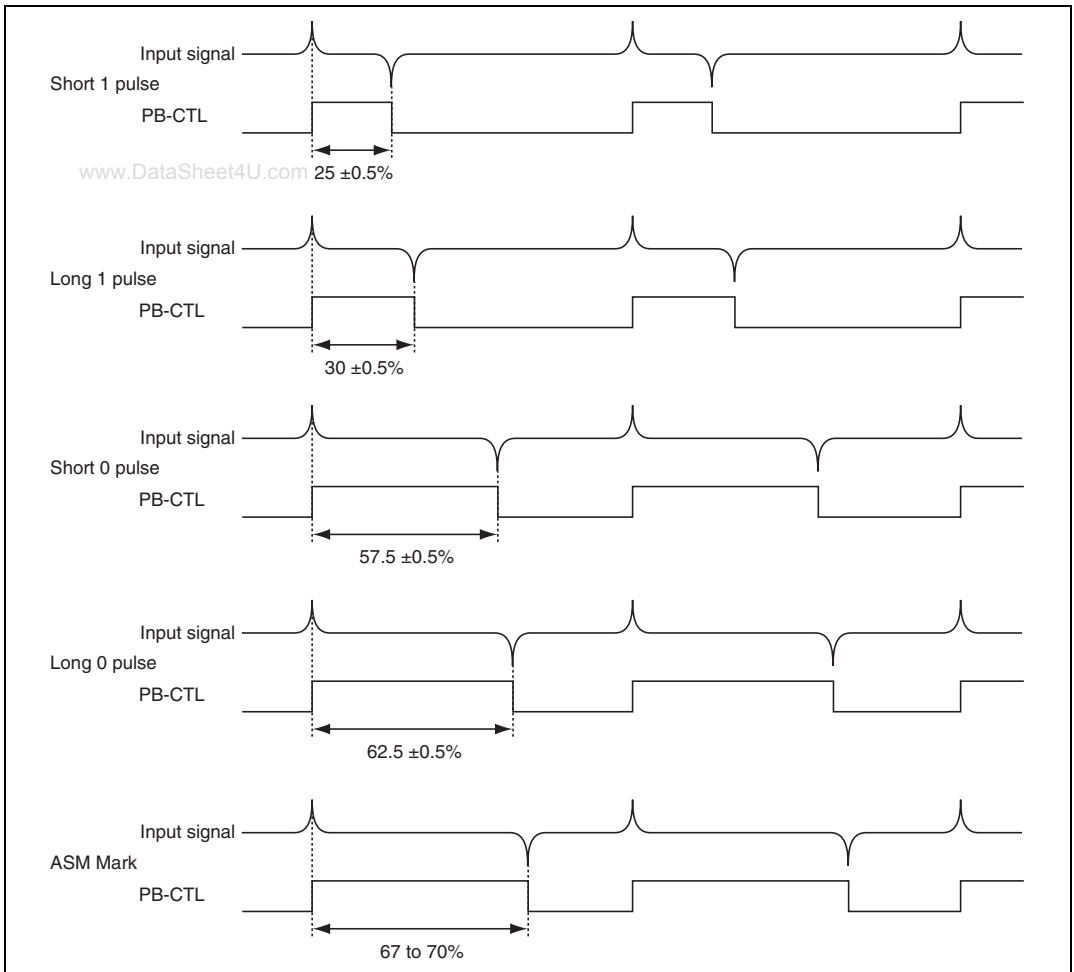 Input signal
Short 1 pulse
PB-CTL
www.DataSheet4U.com
25 ±0.5%
Input signal
Long 1 pulse
PB-CTL
30 ±0.5%
Input signal
Short 0 pulse
PB-CTL
57.5 ±0.5%
Input signal
Long 0 pulse
PB-CTL
62.5 ±0.5%
Input signal
ASM Mark
PB-CTL
67 to 70%